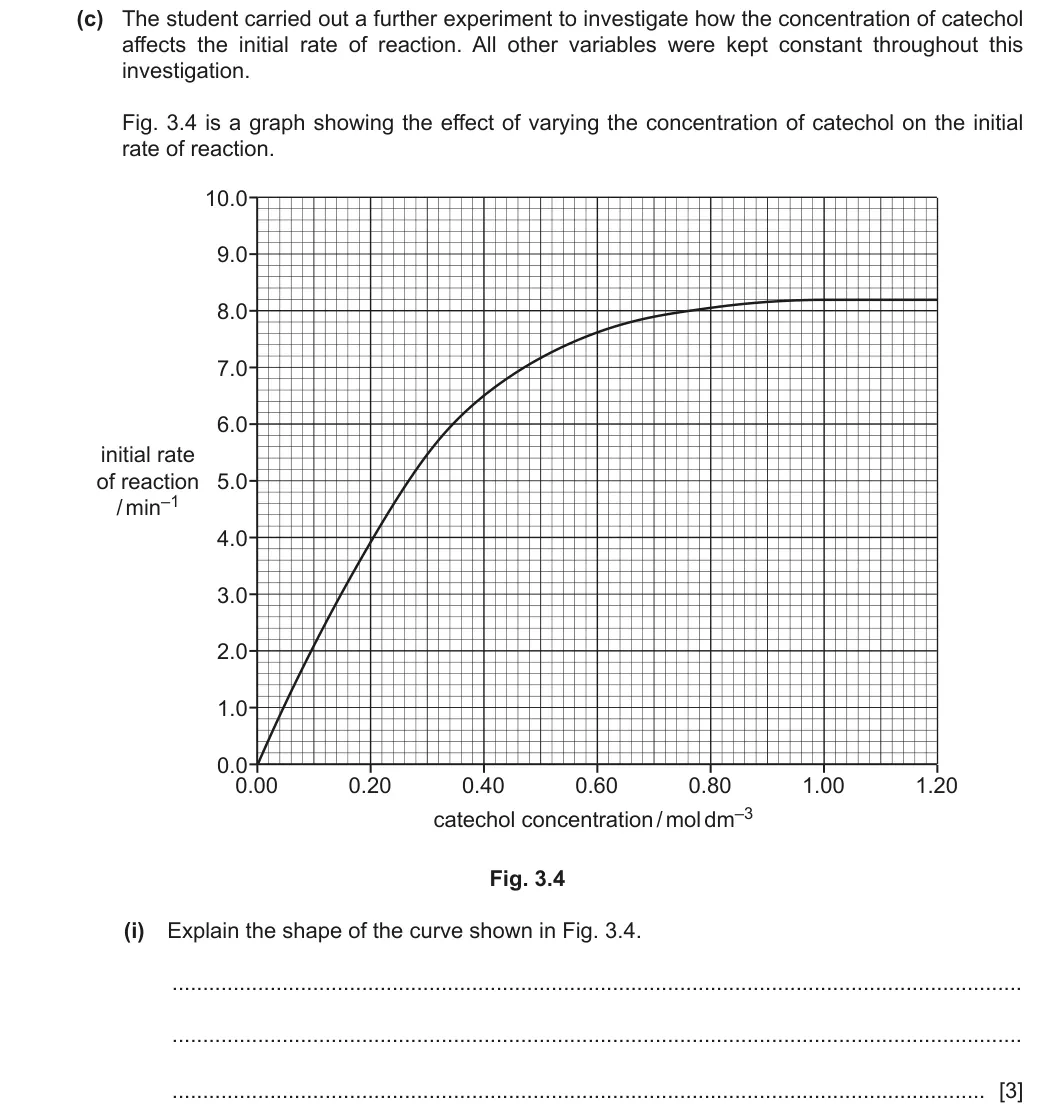 (c) The student carried out a further experiment to investigate how the concentration of catechol
affects the initial rate of reaction. All other variables were kept constant throughout this
investigation.
Fig. 3.4 is a graph showing the effect of varying the concentration of catechol on the initial
rate of reaction.
10.0
9.0
8.0
7.0
6.0
initial rate
of reaction
/ min–1
5.0
4.0
3.0
2.0
1.0
0.0
0.00 0.20 0.40 0.60 0.80 1.00 1.20
catechol concentration / mol dm–3
Fig. 3.4
(i) Explain the shape of the curve shown in Fig. 3.4.
[3]